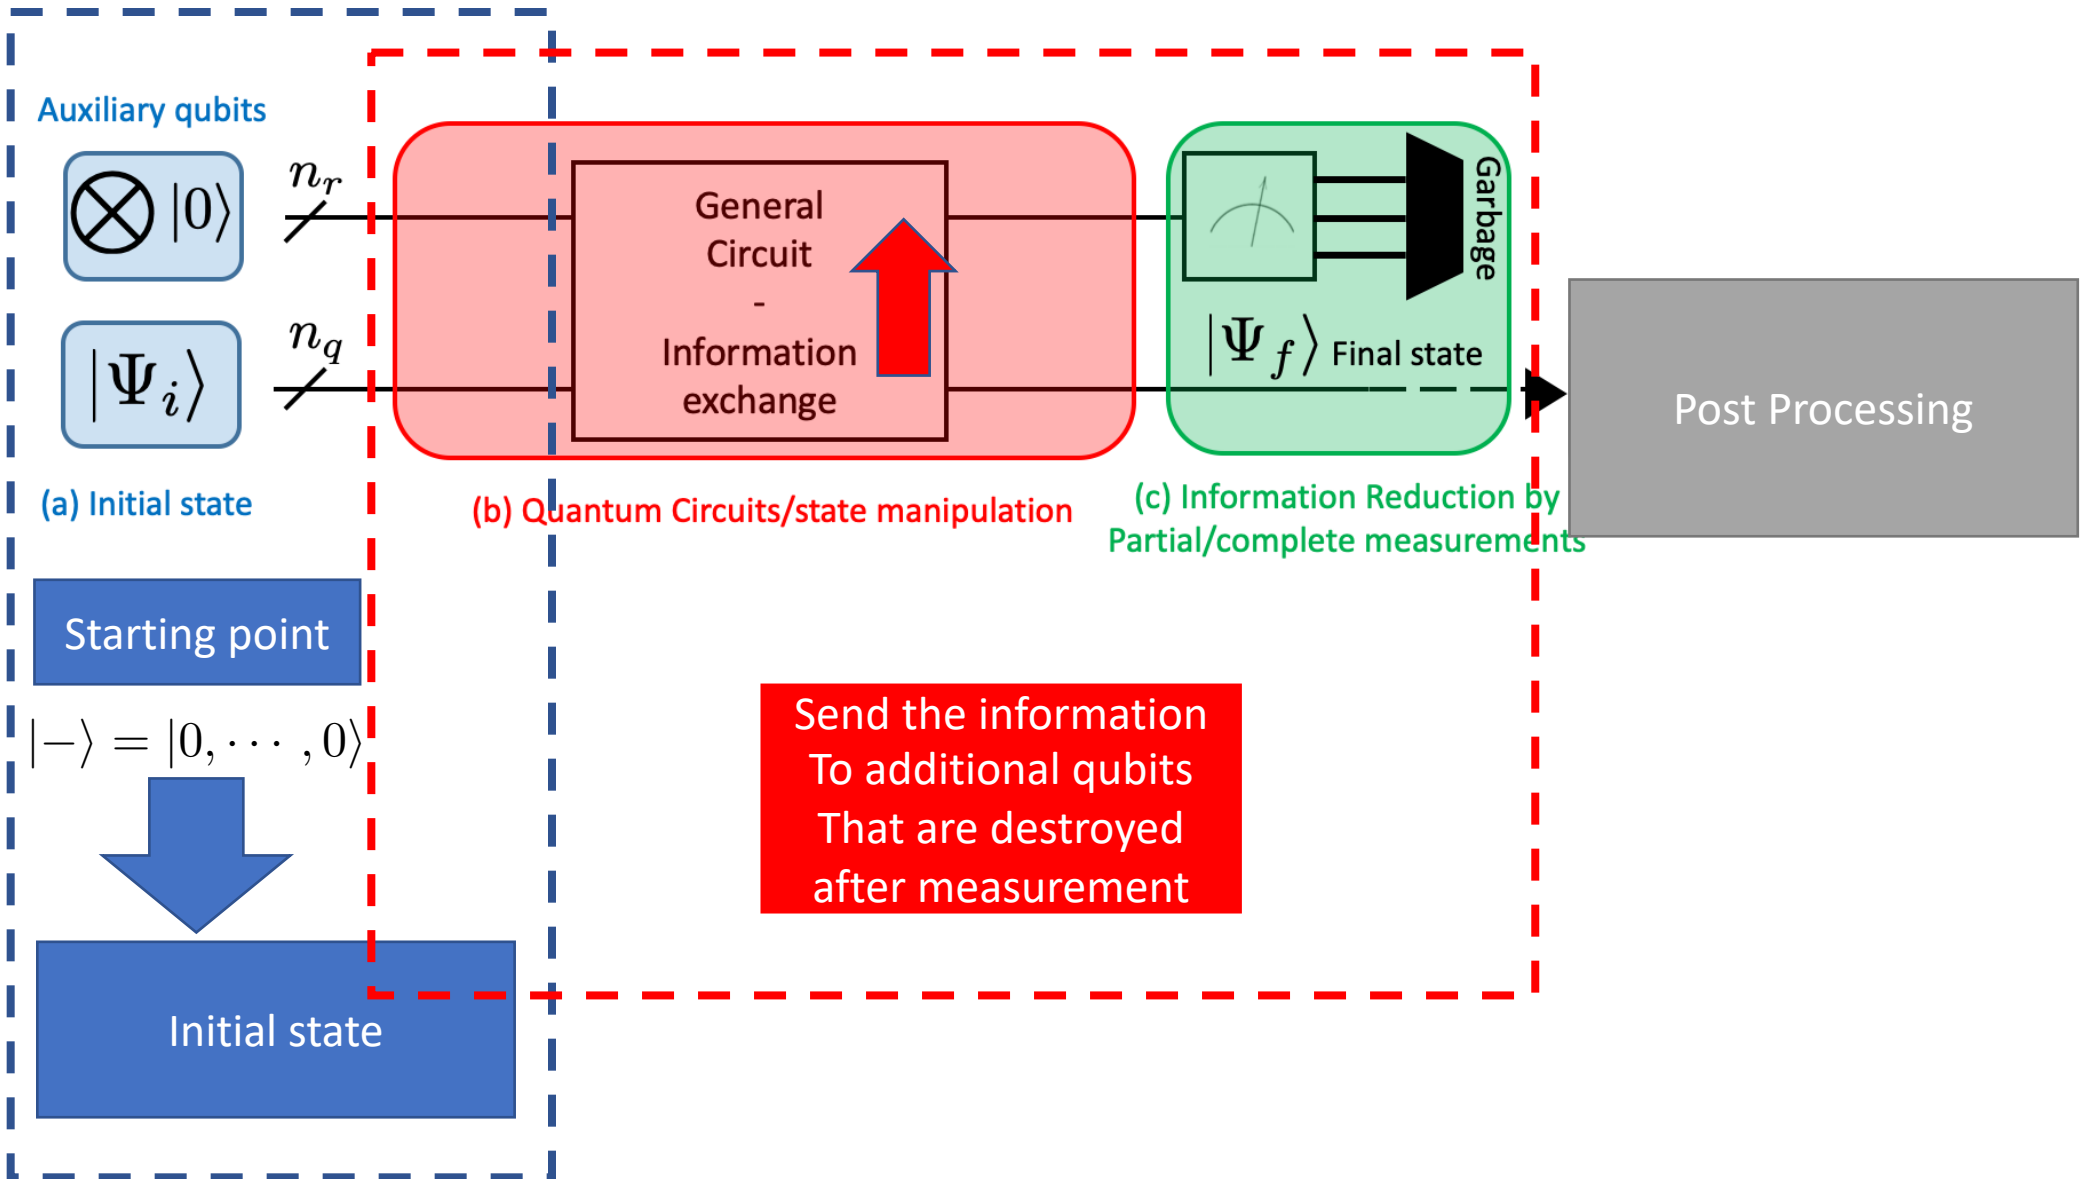 Auxiliary qubits
⊗ |0⟩
n_r
General
Circuit
-
Information
exchange
Garbage
|Ψ_i⟩
n_q
|Ψ_f⟩ Final state
Post Processing
(a) Initial state
(b) Quantum Circuits/state manipulation
(c) Information Reduction by
Partial/complete measurements
Starting point
|−⟩ = |0, ··· , 0⟩
Initial state
Send the information
To additional qubits
That are destroyed
after measurement